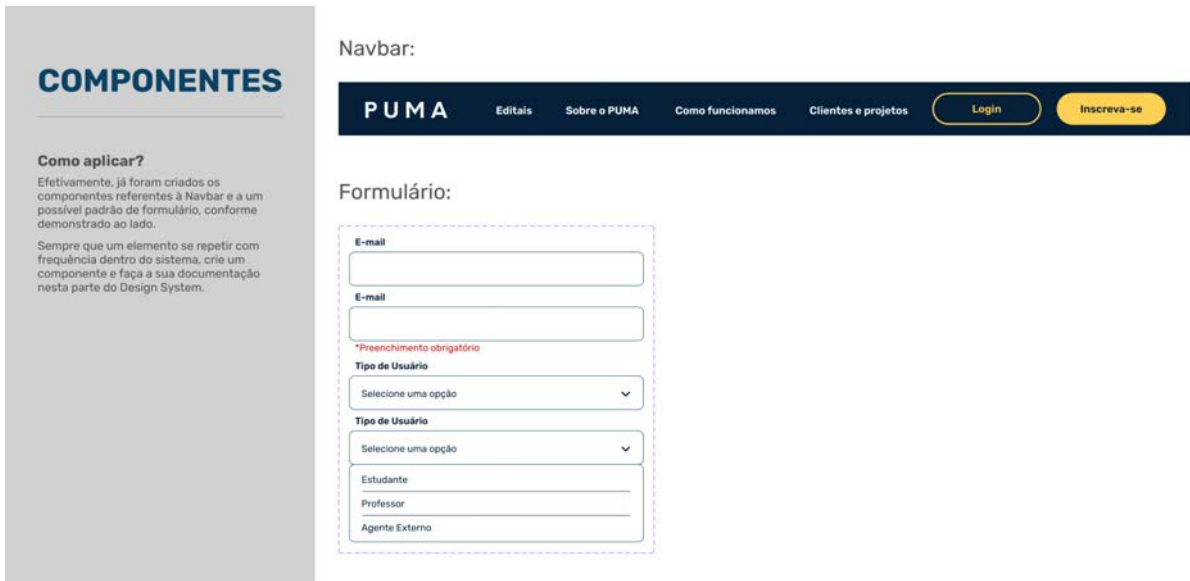 COMPONENTES
Como aplicar?
Efetivamente, já foram criados os
componentes referentes à Navbar e a um
possível padrão de formulário, conforme
demonstrado ao lado.
Sempre que um elemento se repetir com
frequência dentro do sistema, crie um
componente e faça a sua documentação
nesta parte do Design System.
Navbar:
PUMA Editais Sobre o PUMA Como funcionamos Clientes e projetos Login Inscreva-se
Formulário:
E-mail
E-mail
*Preenchimento obrigatório
Tipo de Usuário
Selecione uma opção
Tipo de Usuário
Selecione uma opção
Estudante
Professor
Agente Externo